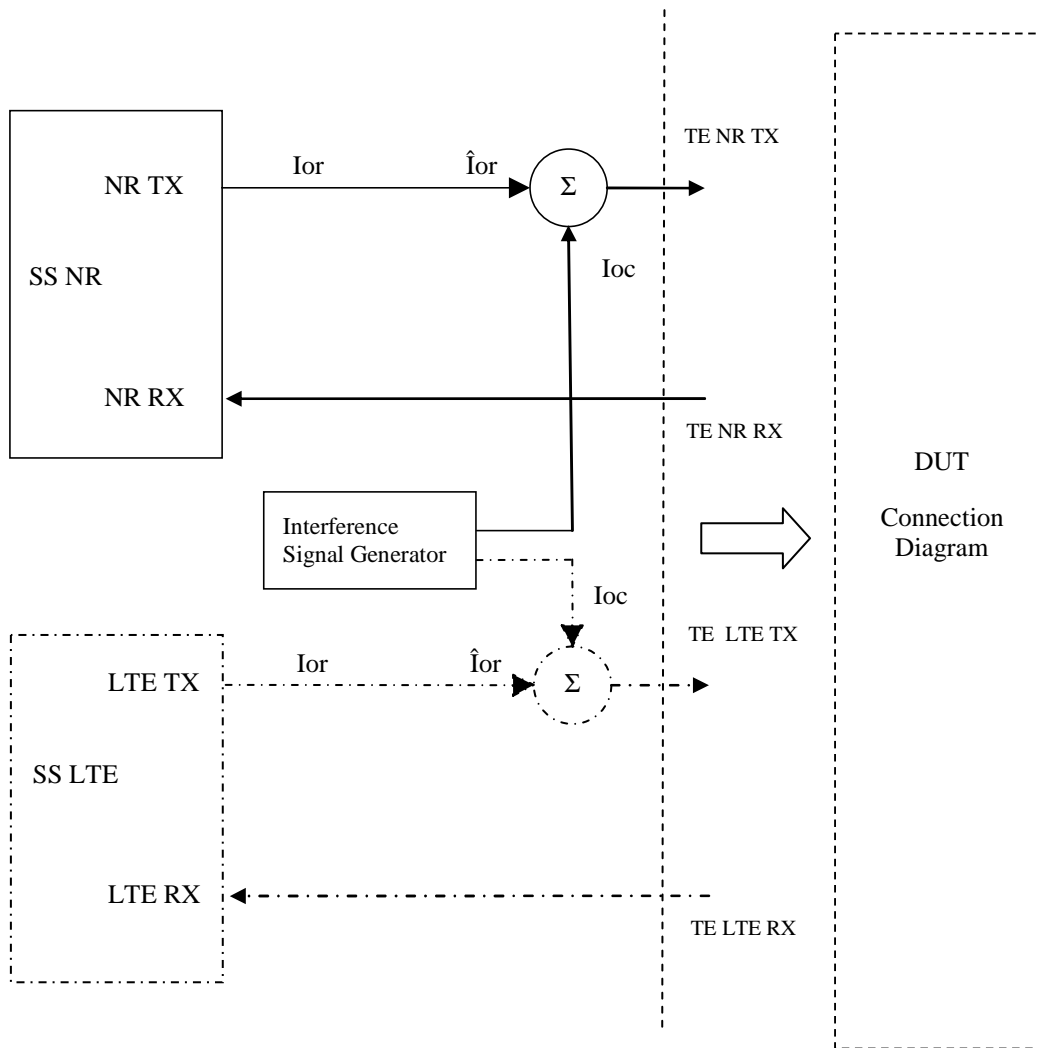 TE NR TX
Ior
Îor
NR TX
Σ
Ioc
SS NR
NR RX
TE NR RX
DUT
Connection
Diagram
Interference
Signal Generator
Ioc
TE LTE TX
Ior
Îor
LTE TX
Σ
SS LTE
LTE RX
TE LTE RX